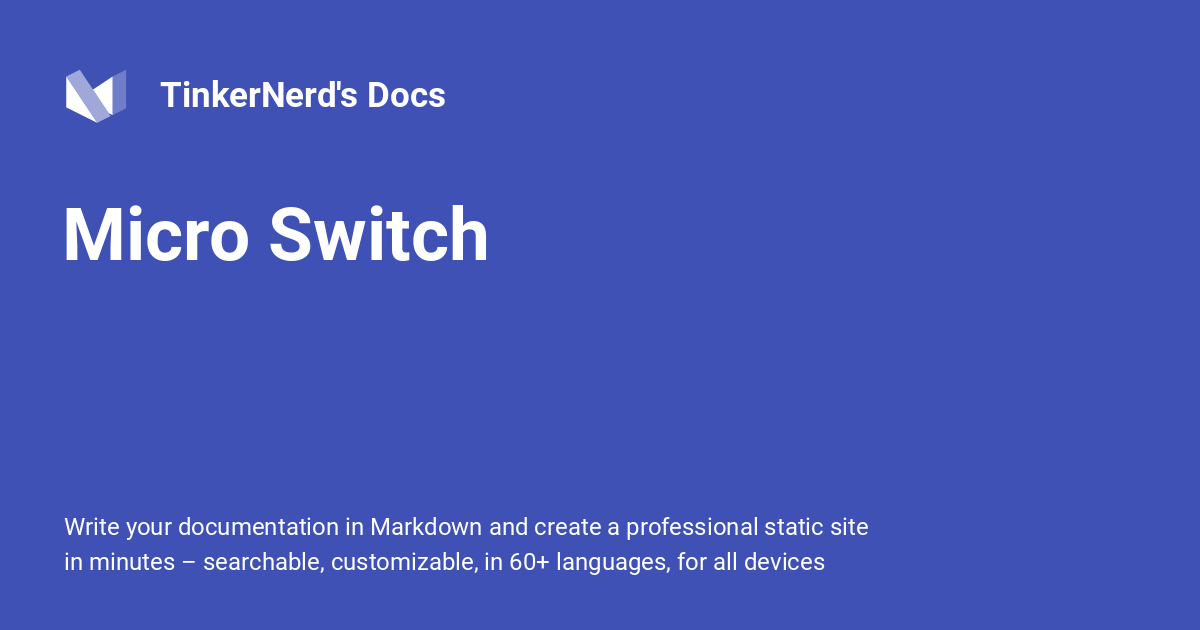 TinkerNerd's Docs
Micro Switch
Write your documentation in Markdown and create a professional static site
in minutes – searchable, customizable, in 60+ languages, for all devices